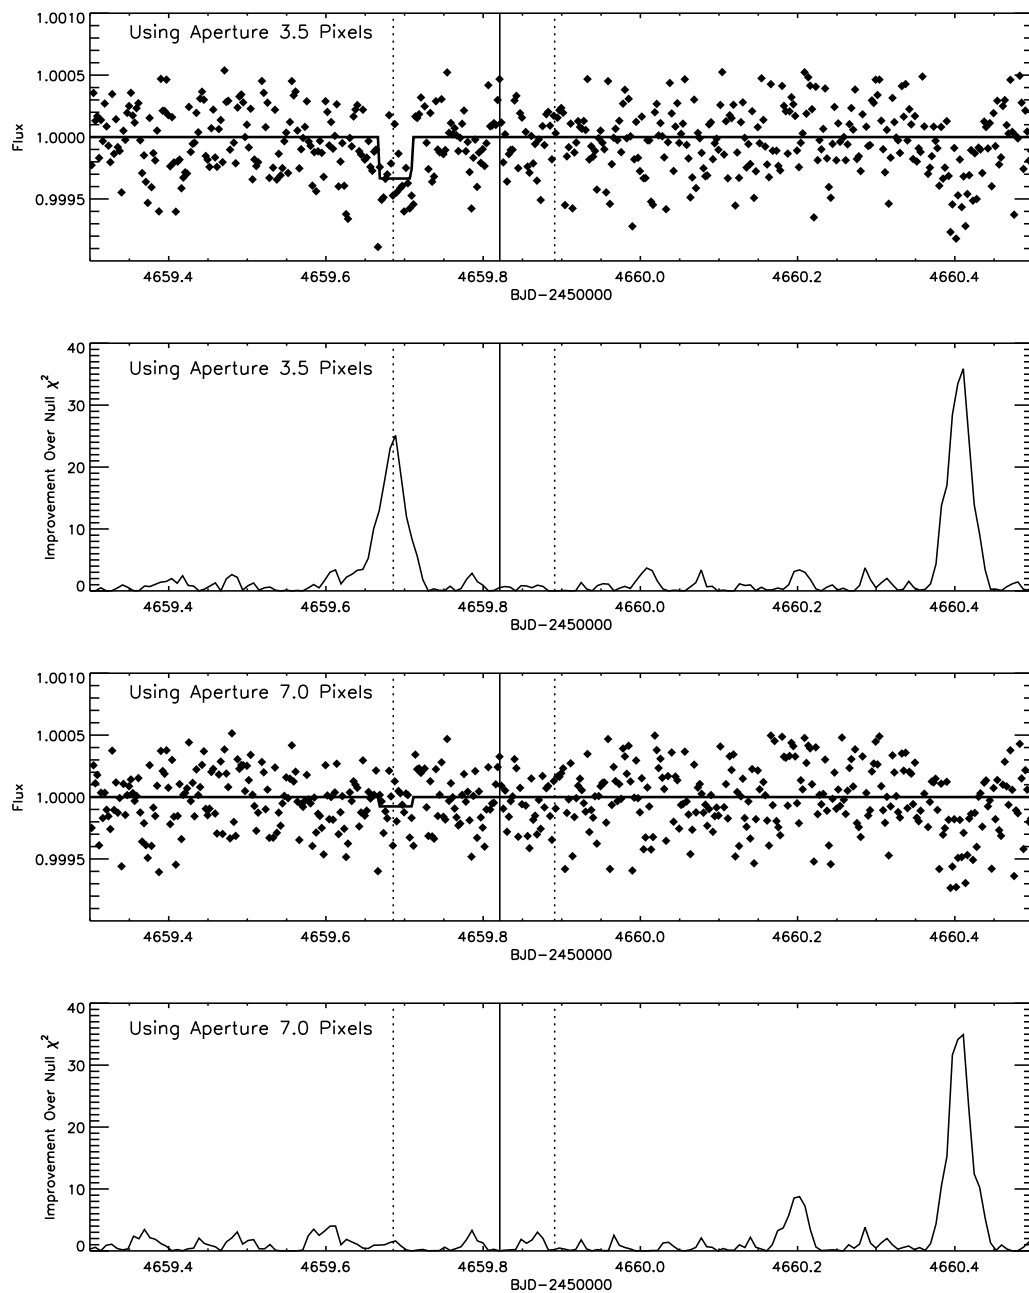 Using Aperture 3.5 Pixels
Flux
1.0010
1.0005
1.0000
0.9995
4659.4 4659.6 4659.8 4660.0 4660.2 4660.4
BJD-2450000
Using Aperture 3.5 Pixels
Improvement Over Null χ²
40
30
20
10
0
4659.4 4659.6 4659.8 4660.0 4660.2 4660.4
BJD-2450000
Using Aperture 7.0 Pixels
Flux
1.0010
1.0005
1.0000
0.9995
4659.4 4659.6 4659.8 4660.0 4660.2 4660.4
BJD-2450000
Using Aperture 7.0 Pixels
Improvement Over Null χ²
40
30
20
10
0
4659.4 4659.6 4659.8 4660.0 4660.2 4660.4
BJD-2450000